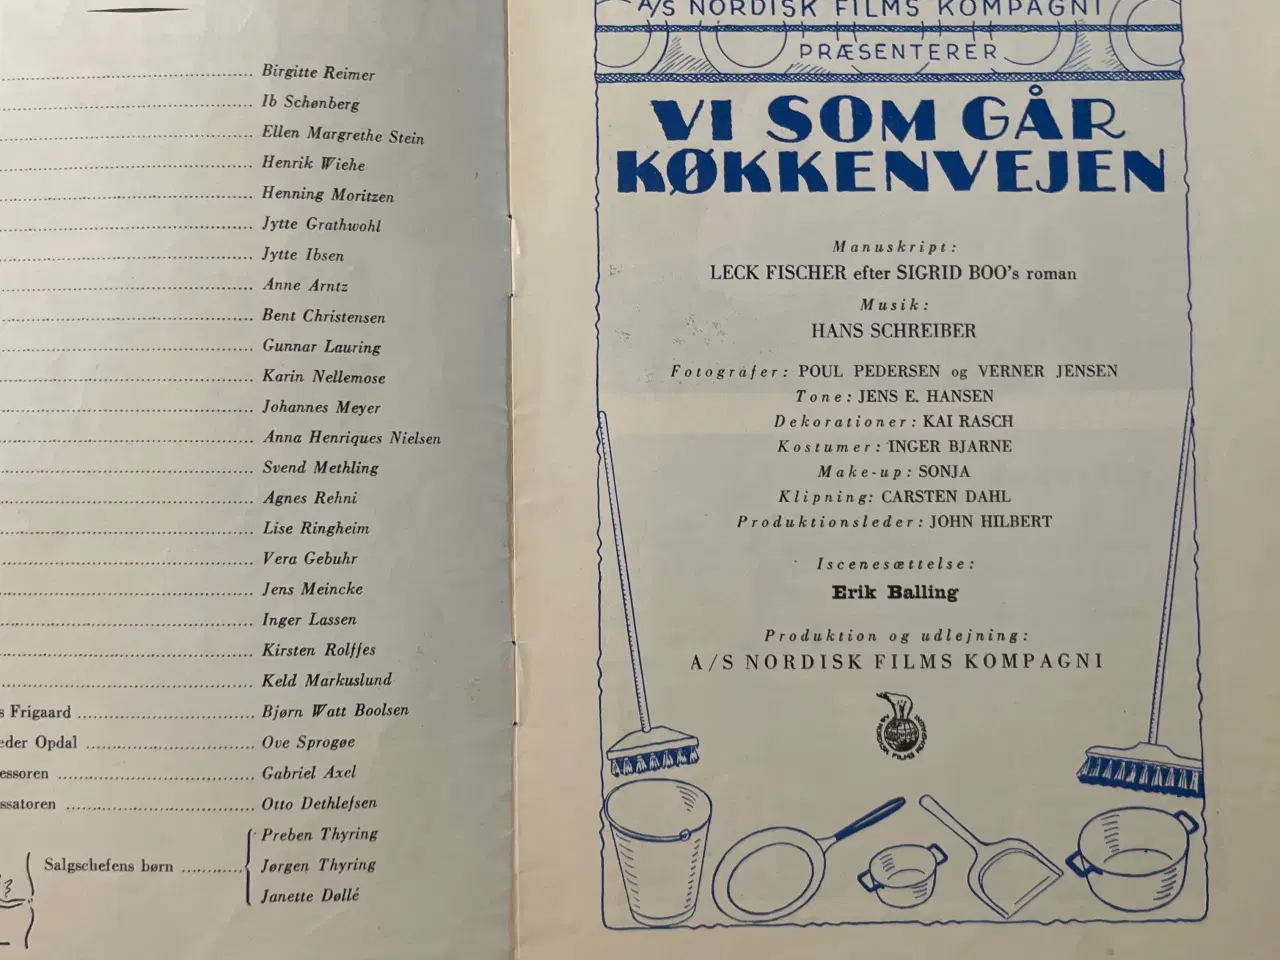 Birgitte Reimer
Ib Schønberg
Ellen Margrethe Stein
Henrik Wiehe
Henning Moritzen
Jytte Grathwohl
Jytte Ibsen
Anne Arntz
Bent Christensen
Gunnar Lauring
Karin Nellemose
Johannes Meyer
Anna Henriques Nielsen
Svend Methling
Agnes Rehni
Lise Ringheim
Vera Gebuhr
Jens Meincke
Inger Lassen
Kirsten Rolffes
Keld Markuslund
Frigaard Bjørn Watt Boolsen
Opdal Ove Sprogøe
Gabriel Axel
Otto Dethlefsen
Preben Thyring
Salgschefens børn Jørgen Thyring
Janette Døllé
A/S NORDISK FILMS KOMPAGNI
PRÆSENTERER
VI SOM GÅR
KØKKENVEJEN
Manuskript:
LECK FISCHER efter SIGRID BOO's roman
Musik:
HANS SCHREIBER
Fotografer: POUL PEDERSEN og VERNER JENSEN
Tone: JENS E. HANSEN
Dekorationer: KAI RASCH
Kostumer: INGER BJARNE
Make-up: SONJA
Klipning: CARSTEN DAHL
Produktionsleder: JOHN HILBERT
Iscenesættelse:
Erik Balling
Produktion og udlejning:
A/S NORDISK FILMS KOMPAGNI